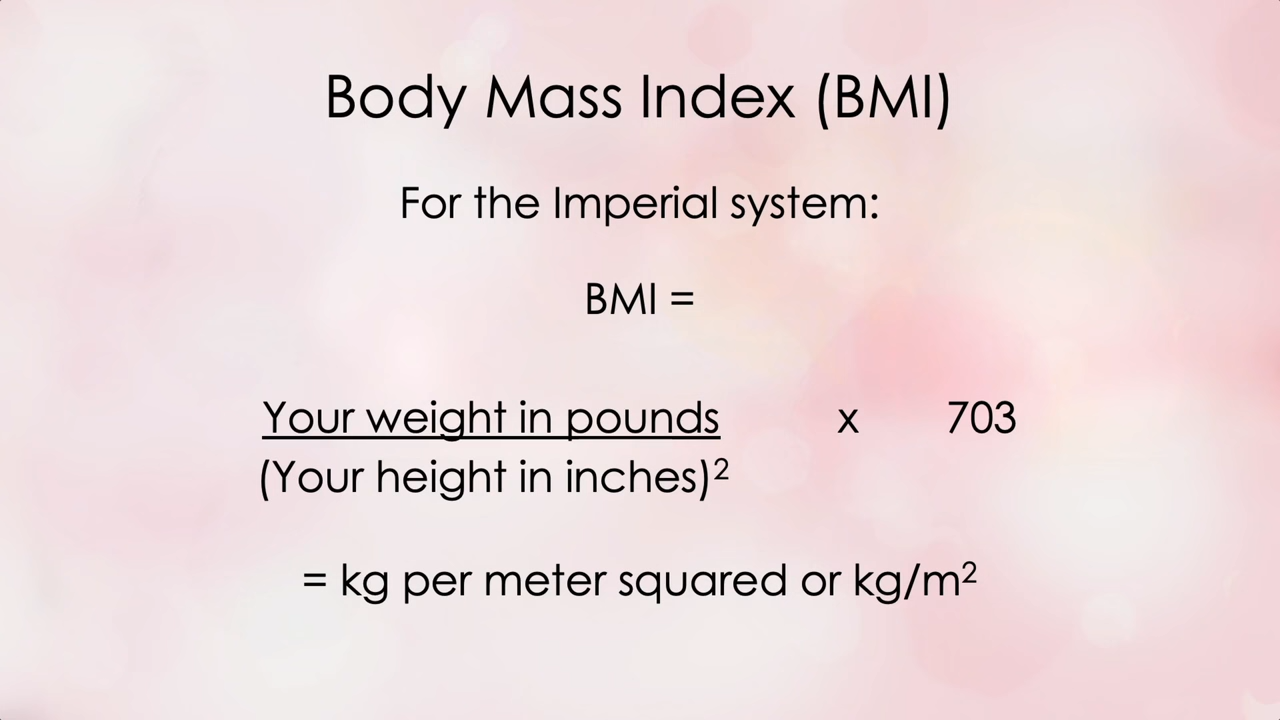 Body Mass Index (BMI)
For the Imperial system:
BMI =
Your weight in pounds x 703
(Your height in inches)²
= kg per meter squared or kg/m²